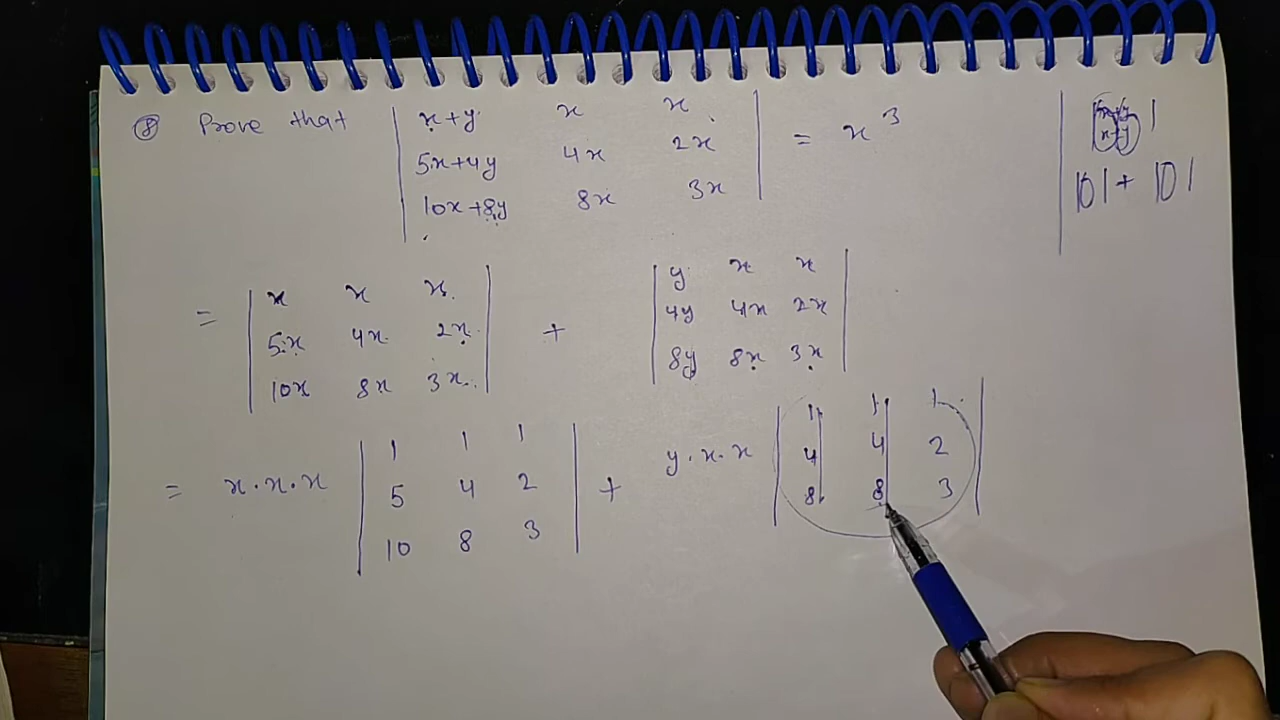 ⑧ Prove that | x+y x x | = x³
| 5x+4y 4x 2x |
| 10x+8y 8x 3x |
|0|+ |0|
= | x x x | + | y x x |
| 5x 4x 2x | | 4y 4x 2x |
| 10x 8x 3x | | 8y 8x 3x |
= x·x·x | 1 1 1 | + y·x·x | 1 1 1 |
| 5 4 2 | | 4 4 2 |
| 10 8 3 | | 8 8 3 |